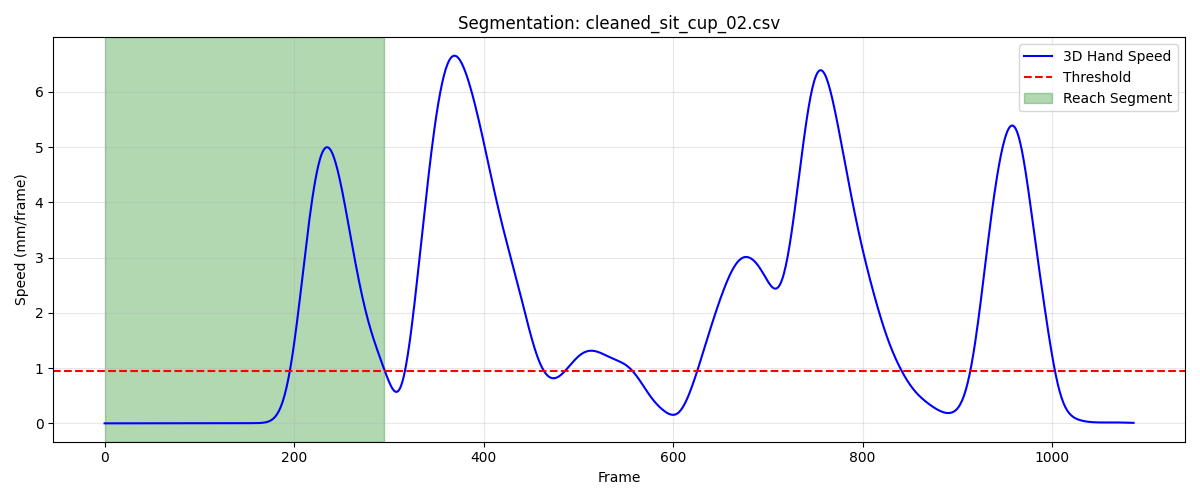 Segmentation: cleaned_sit_cup_02.csv
3D Hand Speed
Threshold
Reach Segment
Speed (mm/frame)
6
5
4
3
2
1
0
0 200 400 600 800 1000
Frame